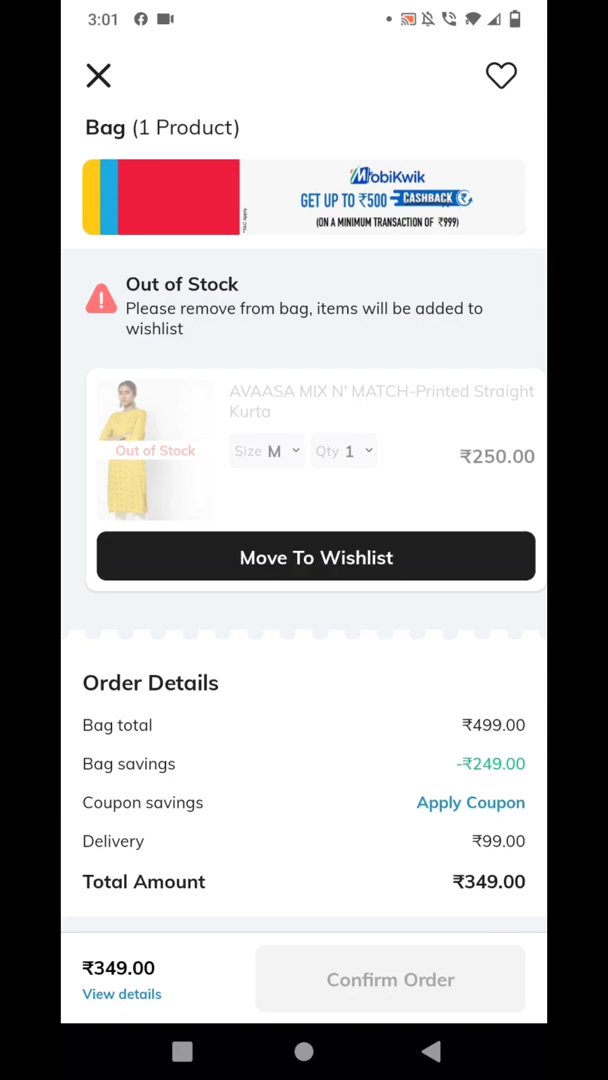 3:01
Bag (1 Product)
MobiKwik
GET UP TO ₹500 CASHBACK
(ON A MINIMUM TRANSACTION OF ₹999)
Out of Stock
Please remove from bag, items will be added to
wishlist
AVAASA MIX N' MATCH-Printed Straight
Kurta
Out of Stock
Size M Qty 1
₹250.00
Move To Wishlist
Order Details
Bag total ₹499.00
Bag savings -₹249.00
Coupon savings Apply Coupon
Delivery ₹99.00
Total Amount ₹349.00
₹349.00
View details
Confirm Order